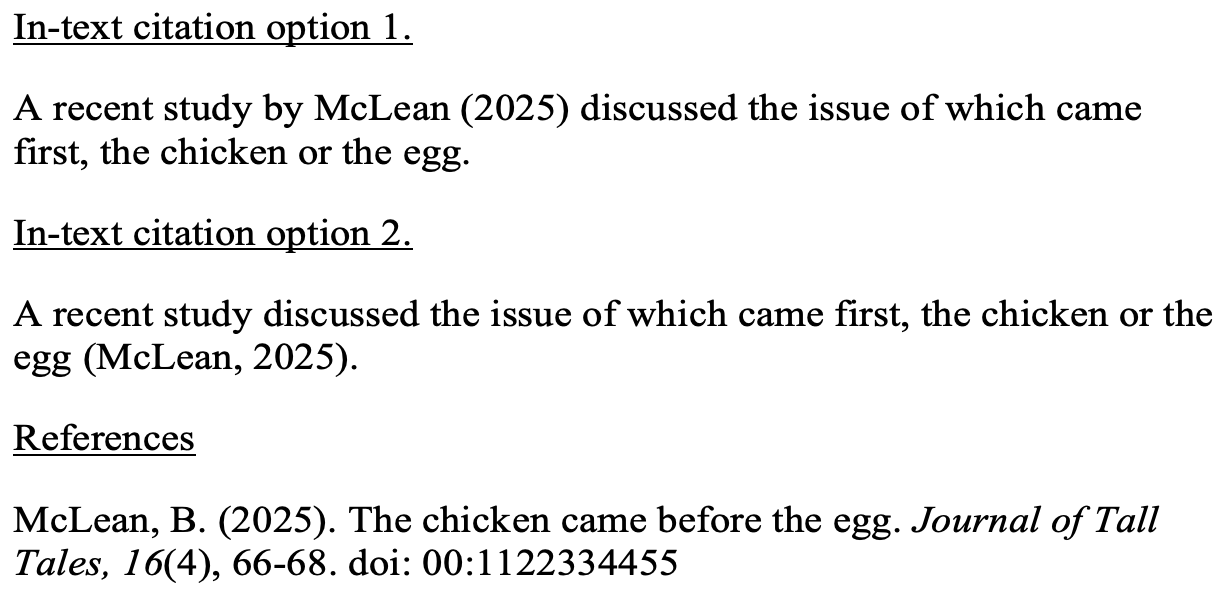 In-text citation option 1.
A recent study by McLean (2025) discussed the issue of which came
first, the chicken or the egg.
In-text citation option 2.
A recent study discussed the issue of which came first, the chicken or the
egg (McLean, 2025).
References
McLean, B. (2025). The chicken came before the egg. Journal of Tall
Tales, 16(4), 66-68. doi: 00:1122334455